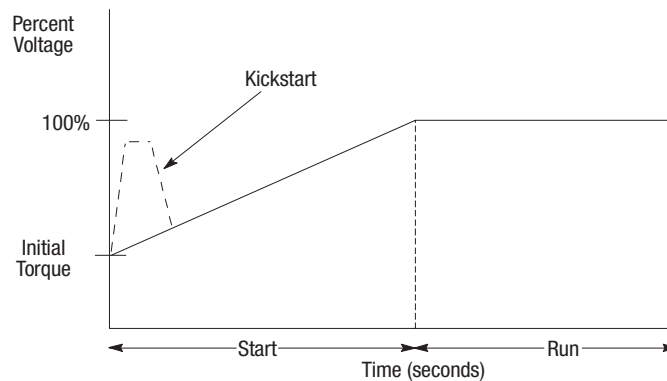 Percent
Voltage
Kickstart
100%
Initial
Torque
Start
Run
Time (seconds)